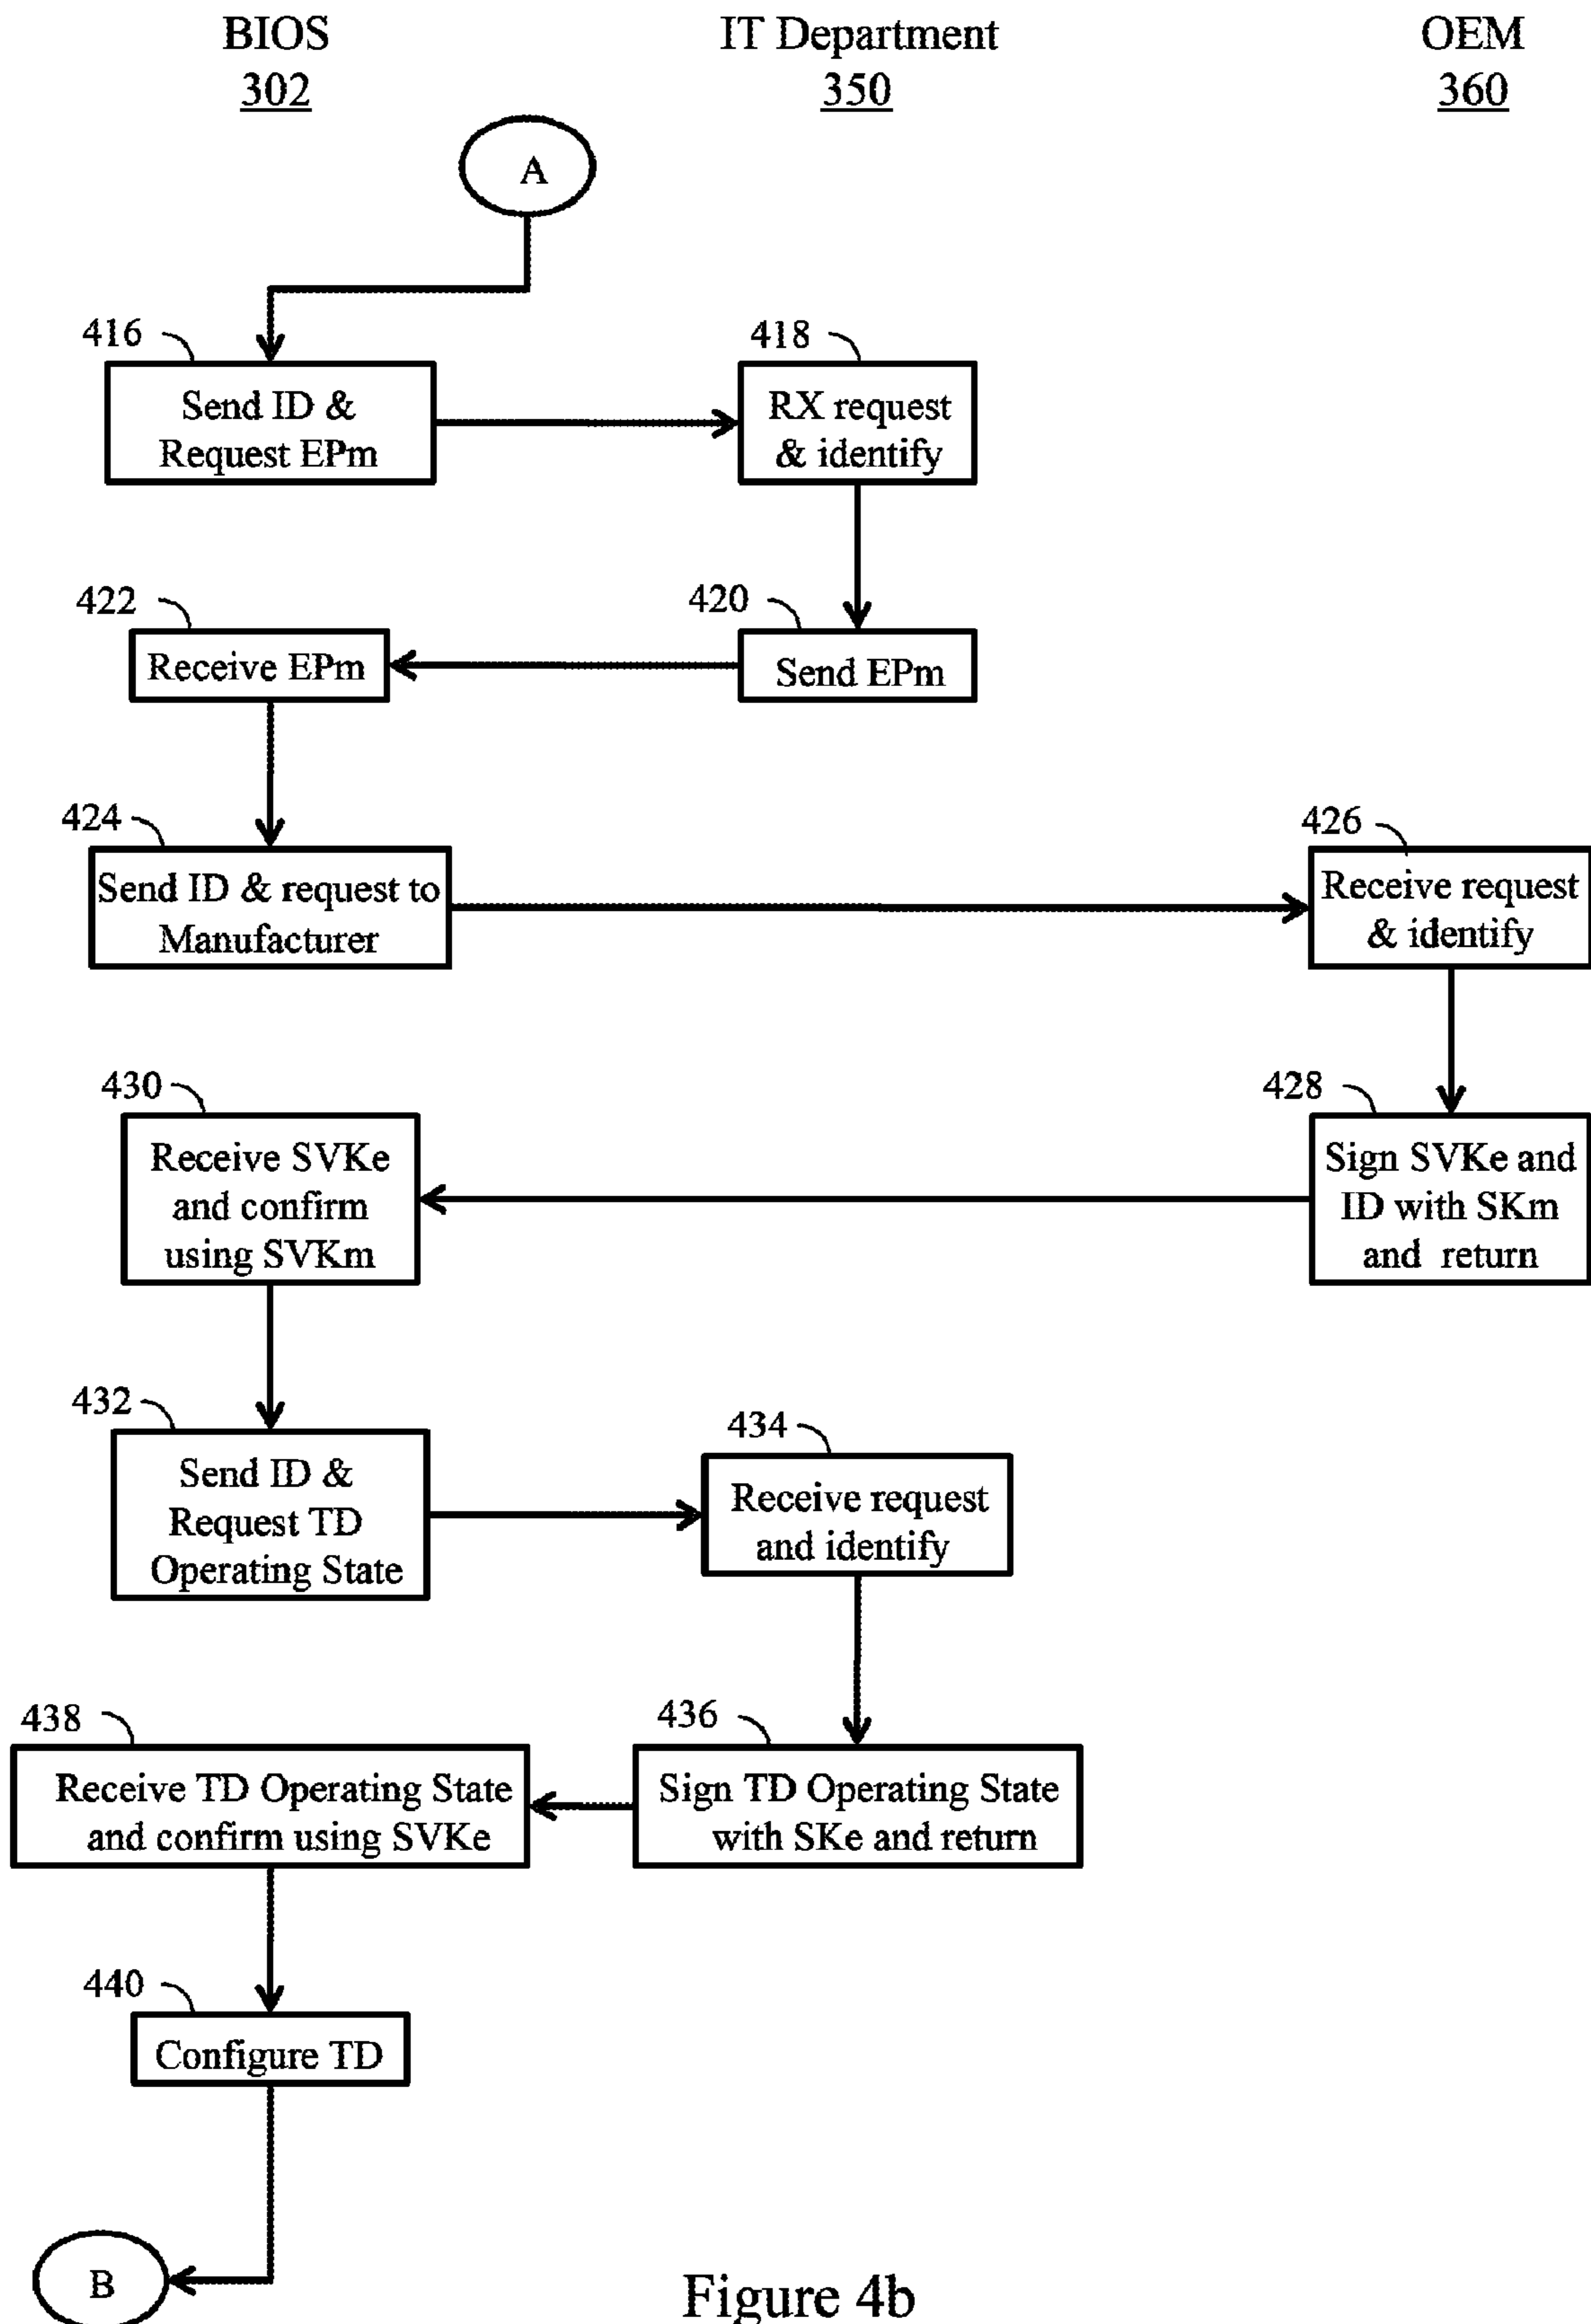 BIOS
302
IT Department
350
OEM
360
A
416
Send ID &
Request EPm
418
RX request
& identify
422
Receive EPm
420
Send EPm
424
Send ID & request to
Manufacturer
426
Receive request
& identify
430
Receive SVKe
and confirm
using SVKm
428
Sign SVKe and
ID with SKm
and return
432
Send ID &
Request TD
Operating State
434
Receive request
and identify
438
Receive TD Operating State
and confirm using SVKe
436
Sign TD Operating State
with SKe and return
440
Configure TD
B
Figure 4b